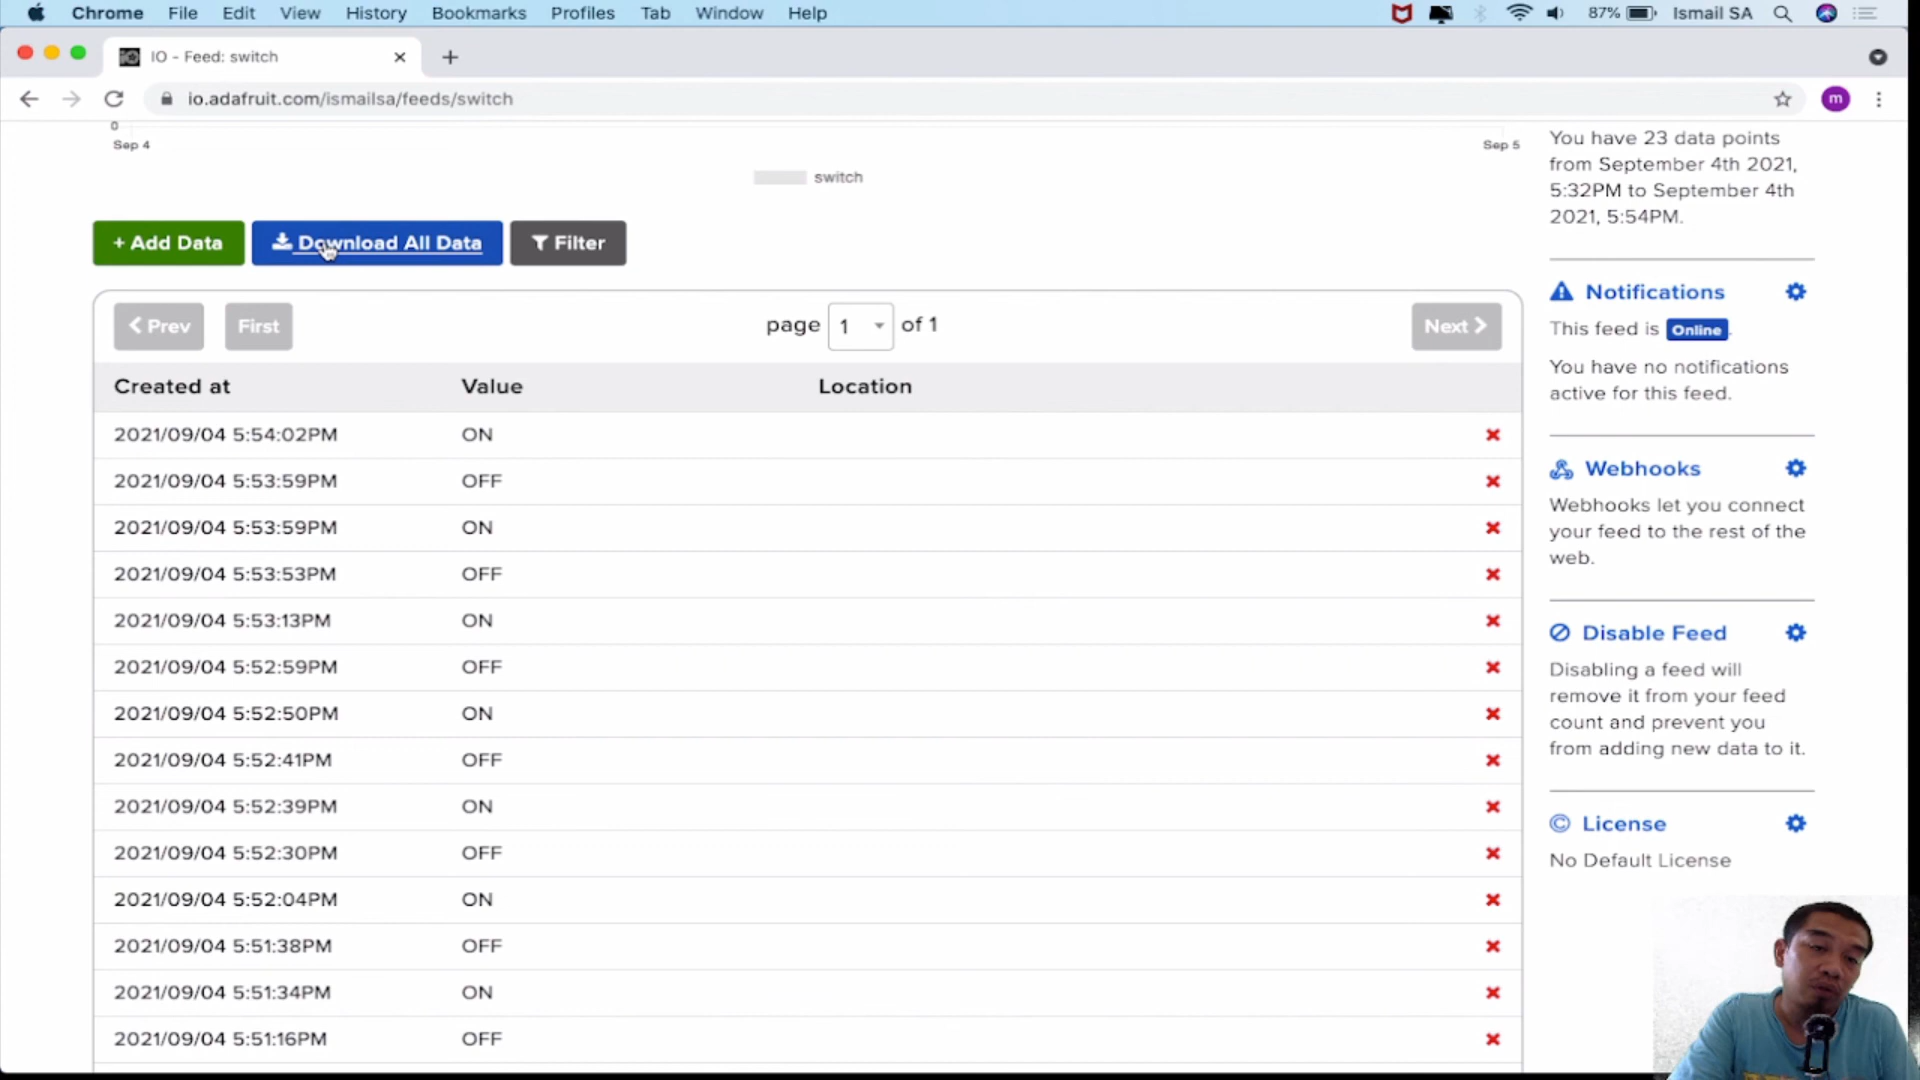 Chrome File Edit View History Bookmarks Profiles Tab Window Help 87% Ismail SA
IO - Feed: switch
io.adafruit.com/ismailsa/feeds/switch
m
0
Sep 4
Sep 5
switch
+ Add Data
Download All Data
Filter
Prev
First
page 1 of 1
Next
Created at Value Location
2021/09/04 5:54:02PM ON
2021/09/04 5:53:59PM OFF
2021/09/04 5:53:59PM ON
2021/09/04 5:53:53PM OFF
2021/09/04 5:53:13PM ON
2021/09/04 5:52:59PM OFF
2021/09/04 5:52:50PM ON
2021/09/04 5:52:41PM OFF
2021/09/04 5:52:39PM ON
2021/09/04 5:52:30PM OFF
2021/09/04 5:52:04PM ON
2021/09/04 5:51:38PM OFF
2021/09/04 5:51:34PM ON
2021/09/04 5:51:16PM OFF
You have 23 data points
from September 4th 2021,
5:32PM to September 4th
2021, 5:54PM.
Notifications
This feed is Online.
You have no notifications
active for this feed.
Webhooks
Webhooks let you connect
your feed to the rest of the
web.
Disable Feed
Disabling a feed will
remove it from your feed
count and prevent you
from adding new data to it.
License
No Default License